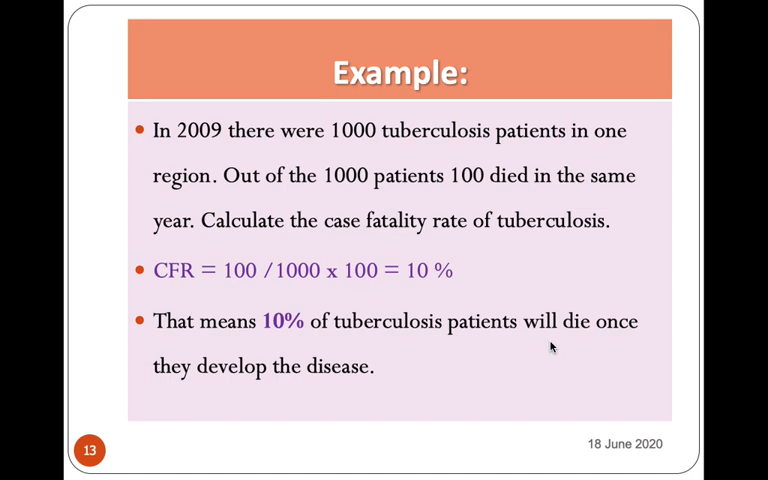 Example:
• In 2009 there were 1000 tuberculosis patients in one
region. Out of the 1000 patients 100 died in the same
year. Calculate the case fatality rate of tuberculosis.
• CFR = 100 /1000 x 100 = 10 %
• That means 10% of tuberculosis patients will die once
they develop the disease.
13
18 June 2020